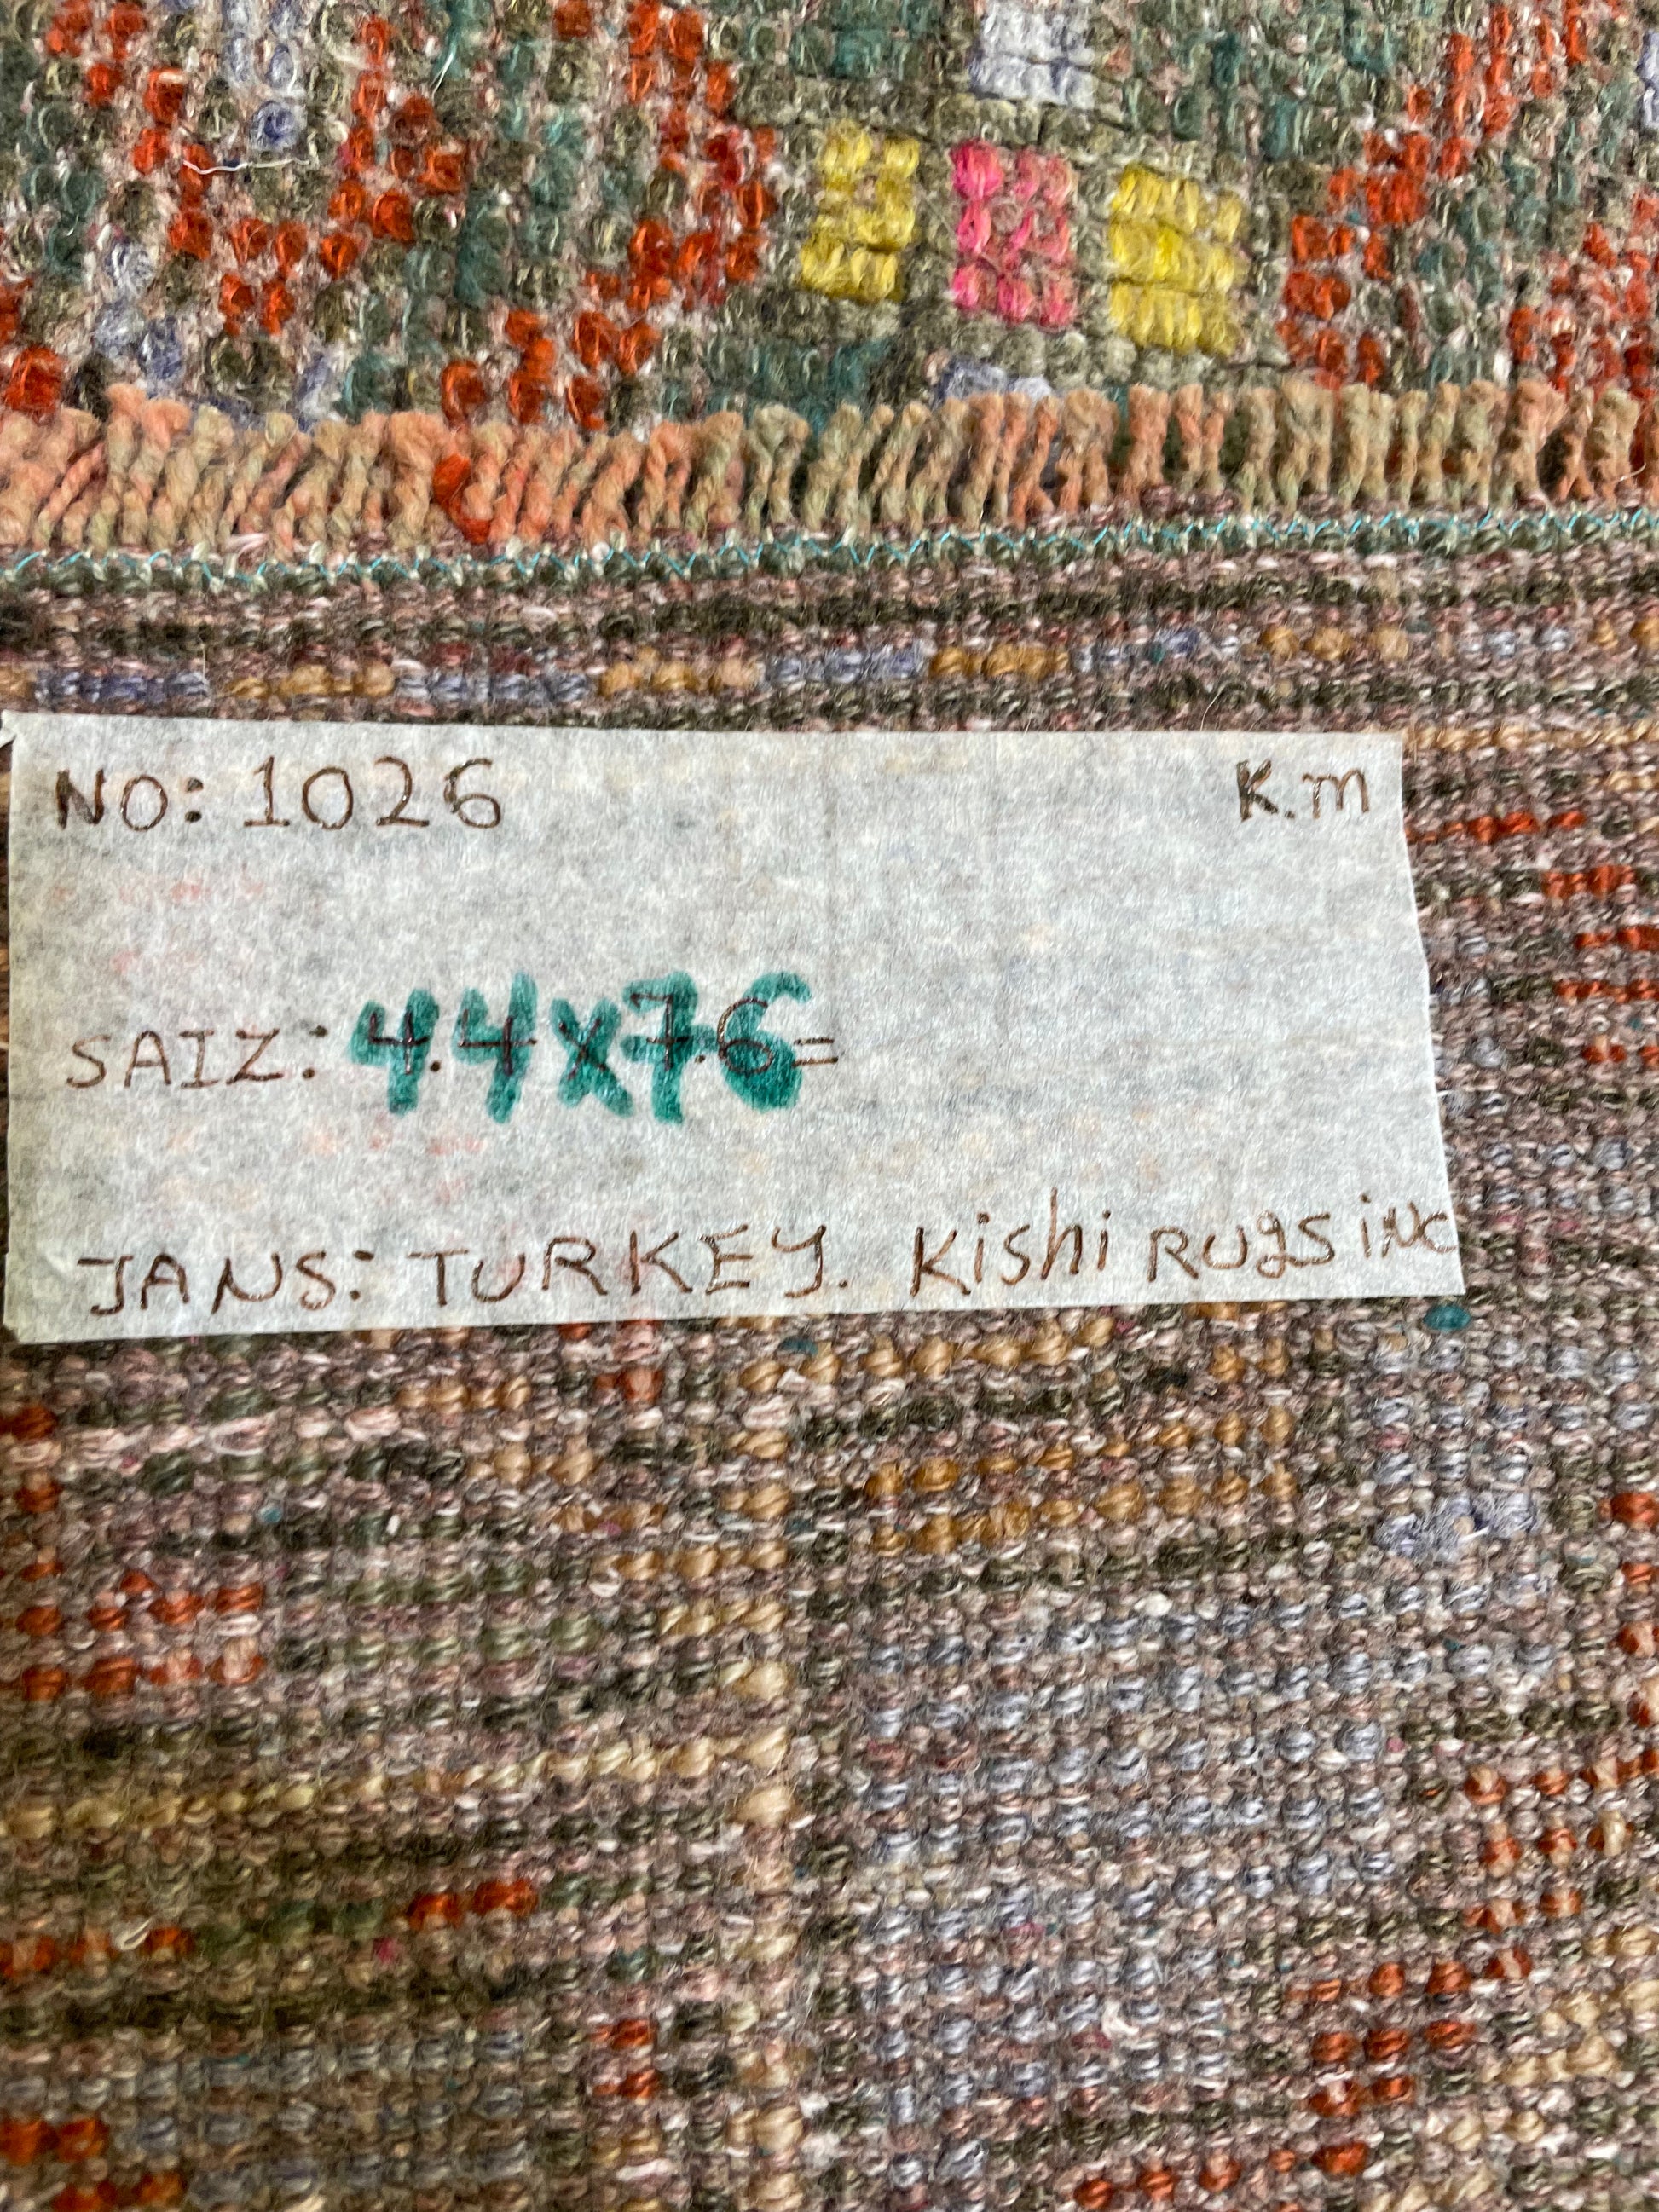 NO: 1026 K.m
SAIZ: 4.4x7.6=
JANS: TURKEY. Kishi RUgS iNC